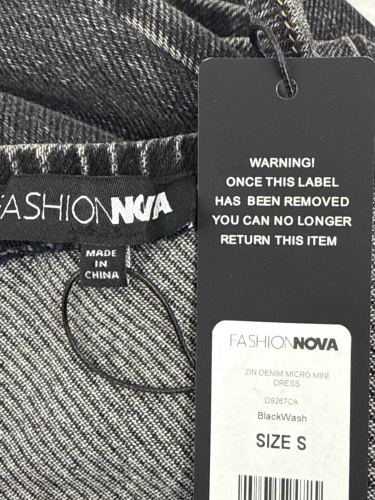 WARNING!
ONCE THIS LABEL
HAS BEEN REMOVED
YOU CAN NO LONGER
RETURN THIS ITEM
FASHIONNOVA
MADE
IN
CHINA
FASHIONNOVA
ZIN DENIM MICRO MINI
DRESS
D9267CA
BlackWash
SIZE S